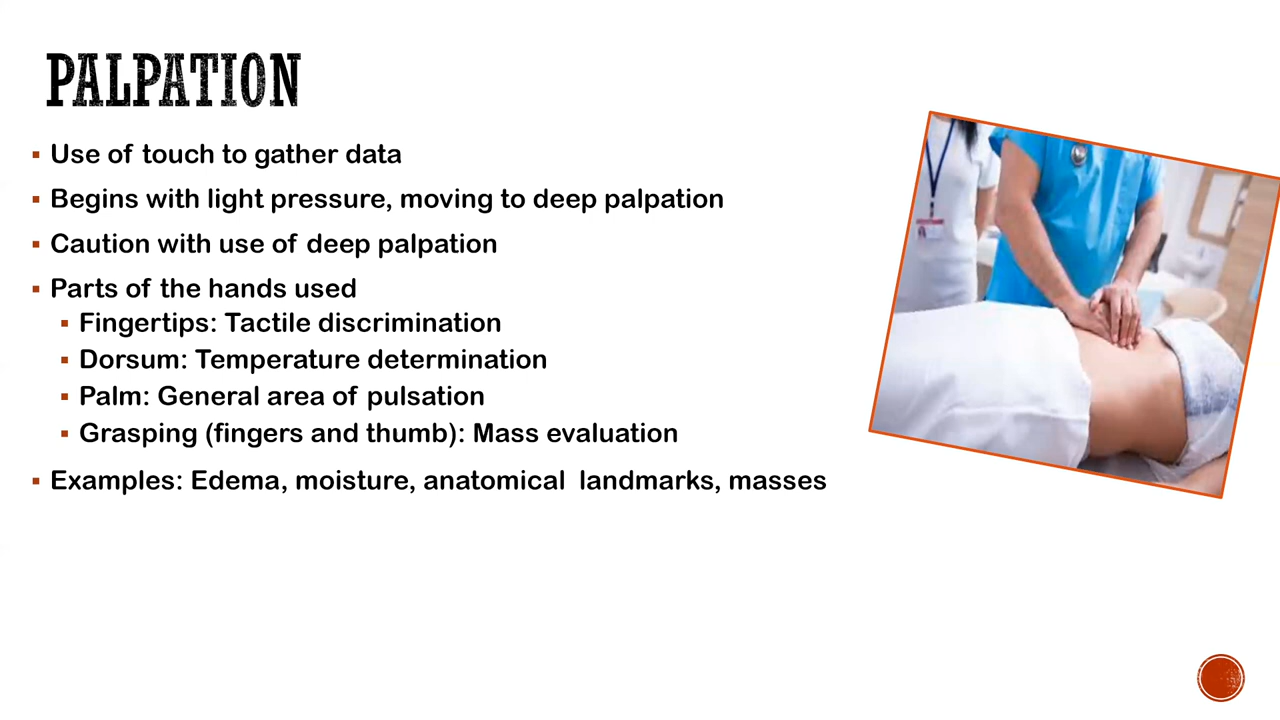 PALPATION
Use of touch to gather data
Begins with light pressure, moving to deep palpation
Caution with use of deep palpation
Parts of the hands used
Fingertips: Tactile discrimination
Dorsum: Temperature determination
Palm: General area of pulsation
Grasping (fingers and thumb): Mass evaluation
Examples: Edema, moisture, anatomical landmarks, masses